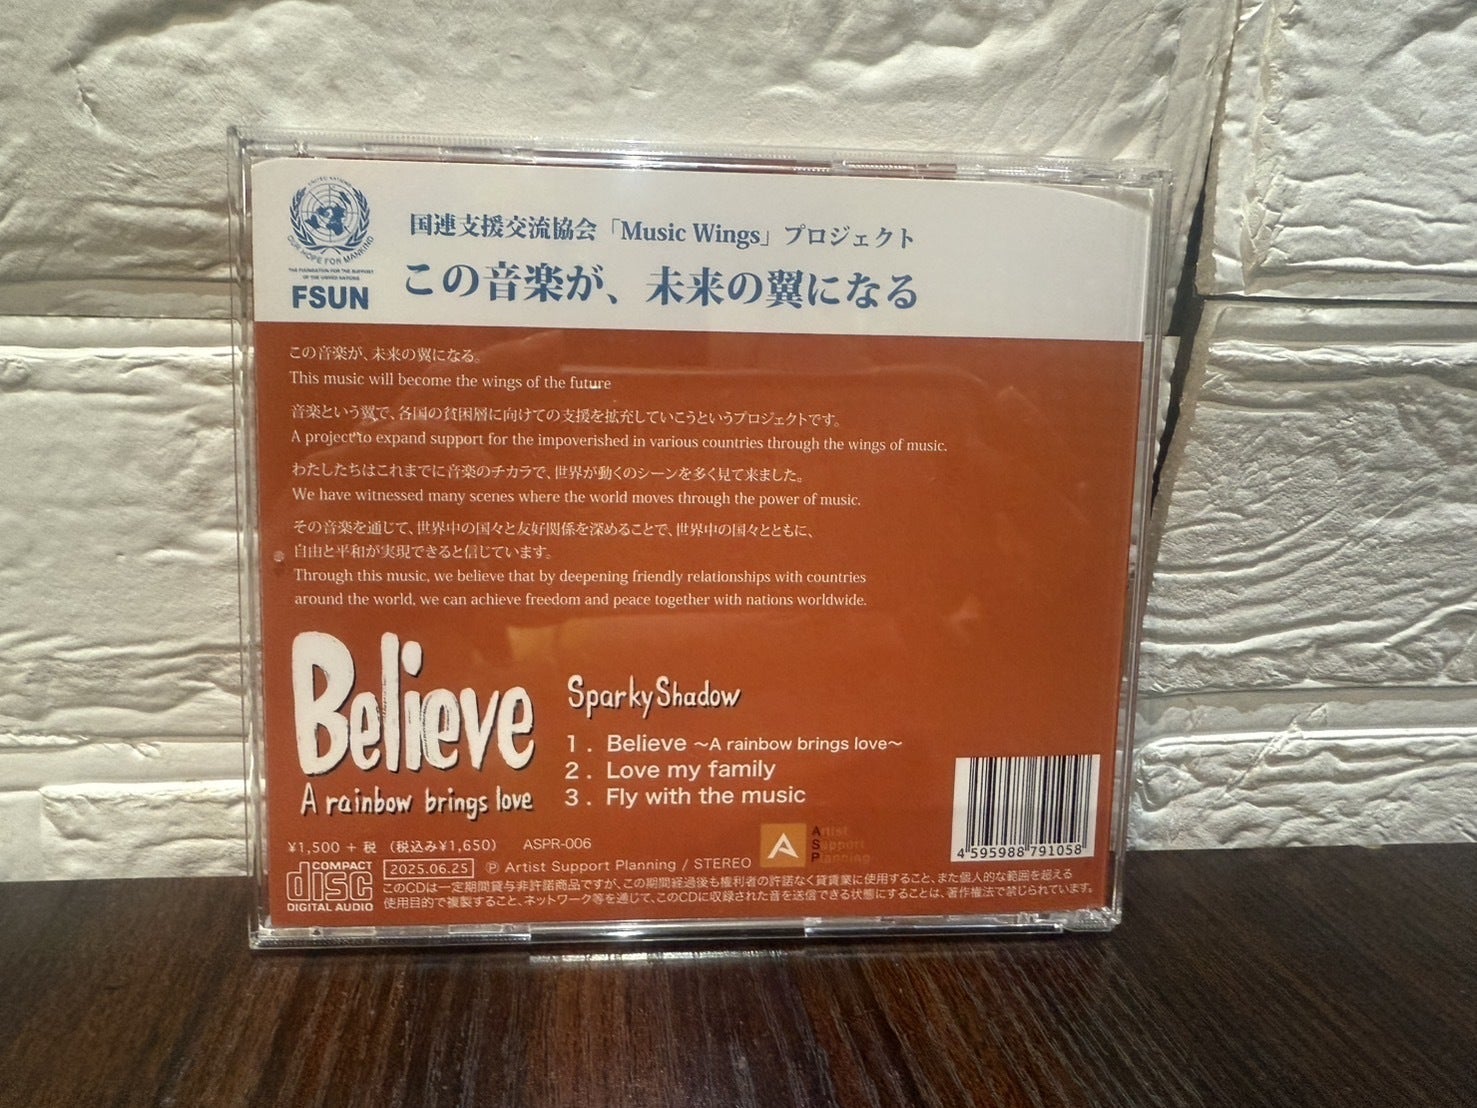 UNITED NATIONS
OUR HOPE FOR MANKIND
THE FOUNDATION FOR THE SUPPORT
OF THE UNITED NATIONS
FSUN
国連支援交流協会「Music Wings」プロジェクト
この音楽が、未来の翼になる
この音楽が、未来の翼になる。
This music will become the wings of the future
音楽という翼で、各国の貧困層に向けての支援を拡充していこうというプロジェクトです。
A project to expand support for the impoverished in various countries through the wings of music.
わたしたちはこれまでに音楽のチカラで、世界が動くのシーンを多く見て来ました。
We have witnessed many scenes where the world moves through the power of music.
その音楽を通じて、世界中の国々と友好関係を深めることで、世界中の国々とともに、
自由と平和が実現できると信じています。
Through this music, we believe that by deepening friendly relationships with countries
around the world, we can achieve freedom and peace together with nations worldwide.
Believe
A rainbow brings love
SparkyShadow
1. Believe ～A rainbow brings love～
2. Love my family
3. Fly with the music
¥1,500 + 税 （税込み¥1,650） ASPR-006
COMPACT
disc
DIGITAL AUDIO
2025.06.25 Ⓟ Artist Support Planning / STEREO
A
Artist
Support
Planning
4 595988 791058
このCDは一定期間貸与非許諾商品ですが、この期間経過後も権利者の許諾なく賃貸業に使用すること、また個人的な範囲を超える
使用目的で複製すること、ネットワーク等を通じて、このCDに収録された音を送信できる状態にすることは、著作権法で禁じられています。